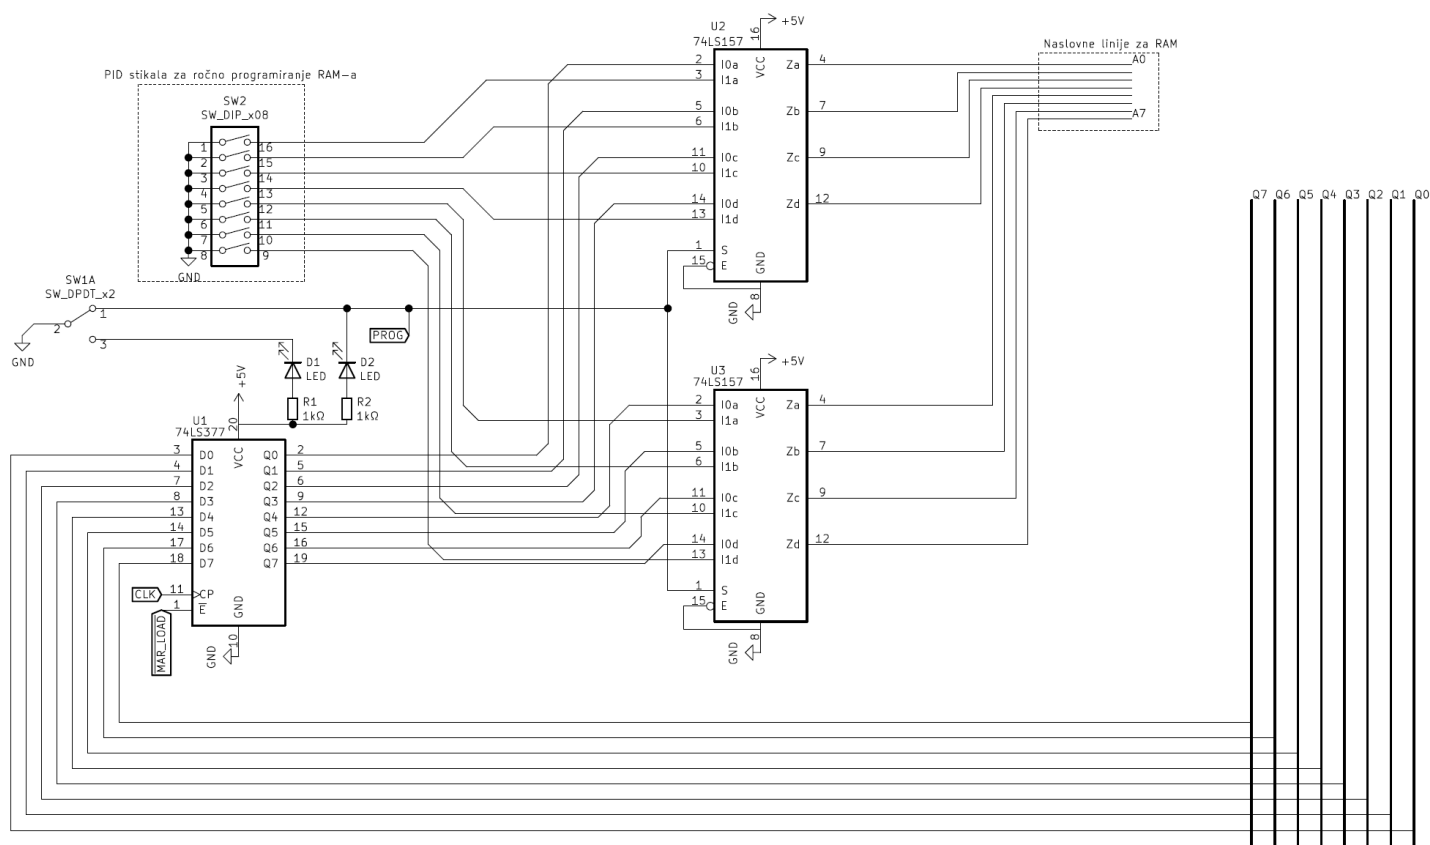 U2
74LS157
+5V
16
VCC
2 I0a
3 I1a
5 I0b
6 I1b
11 I0c
10 I1c
14 I0d
13 I1d
1 S
15 E
GND
8
GND
Za 4
Zb 7
Zc 9
Zd 12
Naslovne linije za RAM
A0
A7
PID stikala za ročno programiranje RAM-a
SW2
SW_DIP_x08
1 16
2 15
3 14
4 13
5 12
6 11
7 10
8 9
GND
Q7 Q6 Q5 Q4 Q3 Q2 Q1 Q0
SW1A
SW_DPDT_x2
1
2
3
GND
PROG
D1
LED
D2
LED
R1
1kΩ
R2
1kΩ
+5V
U1
74LS377
20
VCC
3 D0 Q0 2
4 D1 Q1 5
7 D2 Q2 6
8 D3 Q3 9
13 D4 Q4 12
14 D5 Q5 15
17 D6 Q6 16
18 D7 Q7 19
CLK 11 CP
1 E
MAR_LOAD
GND
10
GND
U3
74LS157
+5V
16
VCC
2 I0a
3 I1a
5 I0b
6 I1b
11 I0c
10 I1c
14 I0d
13 I1d
1 S
15 E
GND
8
GND
Za 4
Zb 7
Zc 9
Zd 12